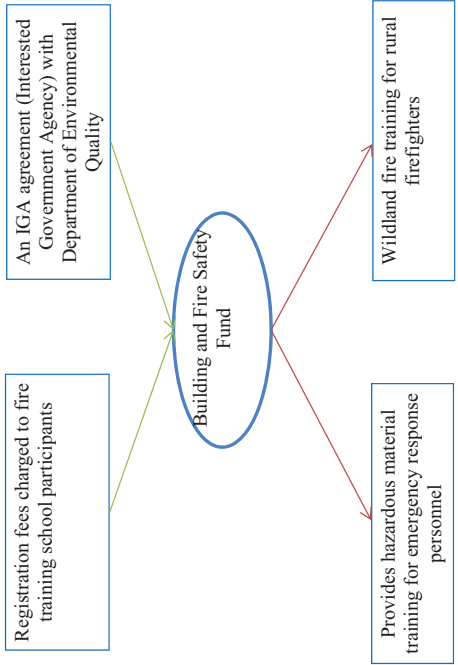 Registration fees charged to fire
training school participants
An IGA agreement (Interested
Government Agency) with
Department of Environmental
Quality
Building and Fire Safety
Fund
Provides hazardous material
training for emergency response
personnel
Wildland fire training for rural
firefighters